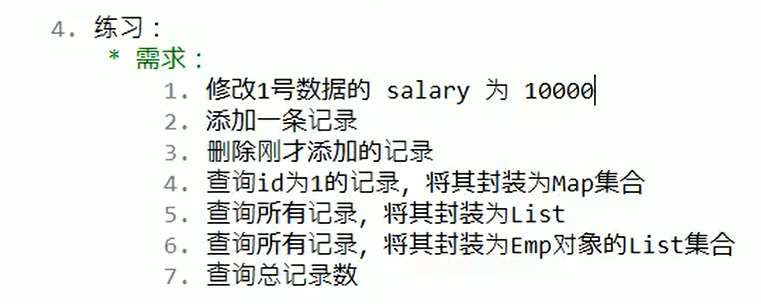 4. 练习：
* 需求：
1. 修改1号数据的 salary 为 10000
2. 添加一条记录
3. 删除刚才添加的记录
4. 查询id为1的记录，将其封装为Map集合
5. 查询所有记录，将其封装为List
6. 查询所有记录，将其封装为Emp对象的List集合
7. 查询总记录数